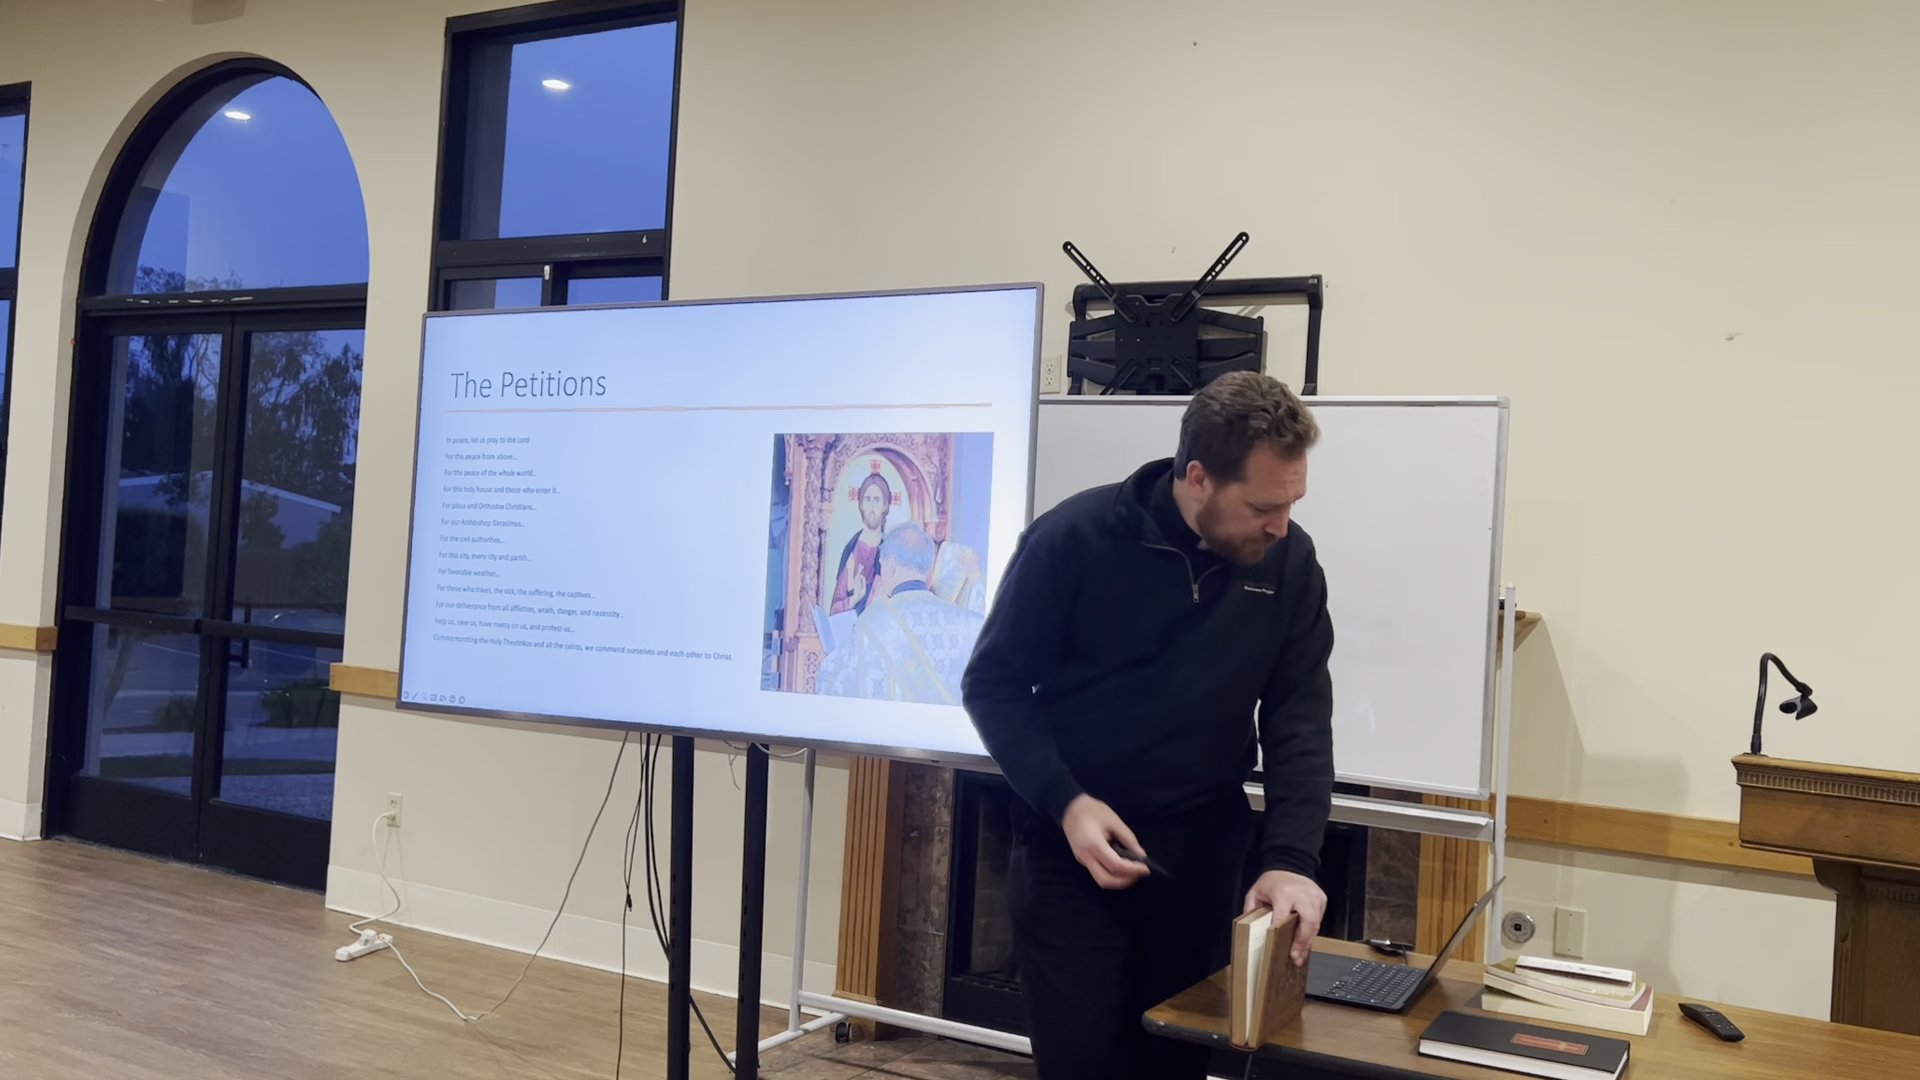 The Petitions
In peace, let us pray to the Lord
For the peace from above...
For the peace of the whole world...
For this holy house and those who enter it...
For pious and Orthodox Christians...
For our Archbishop Gerasimos...
For the civil authorities...
For this city, every city and parish...
For favorable weather...
For those who travel, the sick, the suffering, the captives...
For our deliverance from all affliction, wrath, danger, and necessity...
Help us, save us, have mercy on us, and protect us...
Commemorating the Holy Theotokos and all the saints, we commend ourselves and each other to Christ.